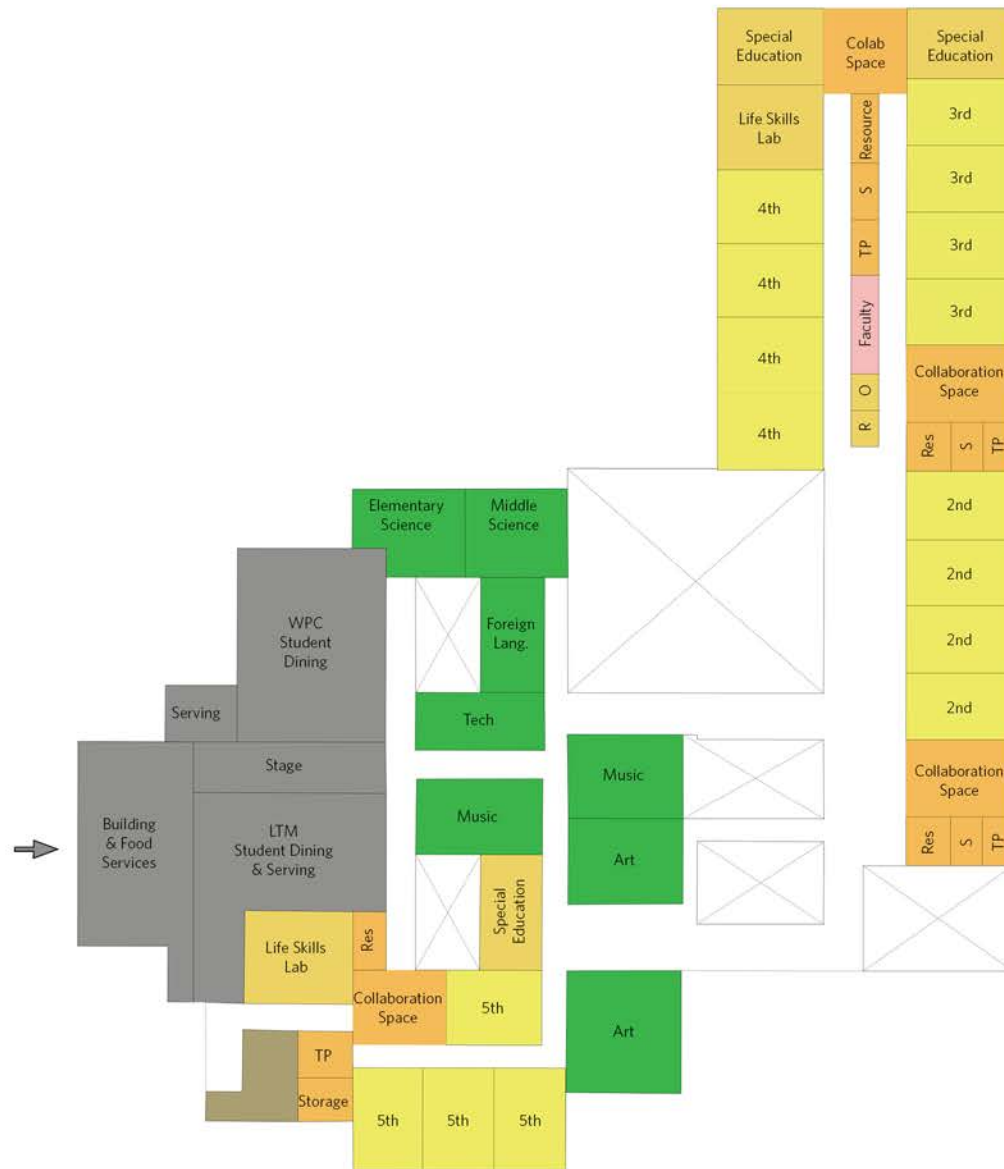 Special
Education
Colab
Space
Special
Education
Life Skills
Lab
Resource
3rd
4th
S
3rd
TP
3rd
4th
Faculty
3rd
4th
Collaboration
Space
O
R
4th
Res
S
TP
Elementary
Science
Middle
Science
2nd
2nd
WPC
Student
Dining
Foreign
Lang.
2nd
Serving
Tech
2nd
Stage
Music
Collaboration
Space
Building
& Food
Services
LTM
Student Dining
& Serving
Music
Art
Res
S
TP
Life Skills
Lab
Res
Special
Education
Collaboration
Space
5th
Art
TP
Storage
5th
5th
5th